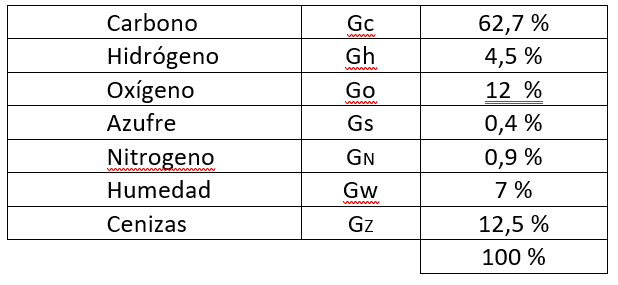 Carbono Gc 62,7 %
Hidrógeno Gh 4,5 %
Oxígeno Go 12 %
Azufre Gs 0,4 %
Nitrogeno GN 0,9 %
Humedad Gw 7 %
Cenizas Gz 12,5 %
100 %